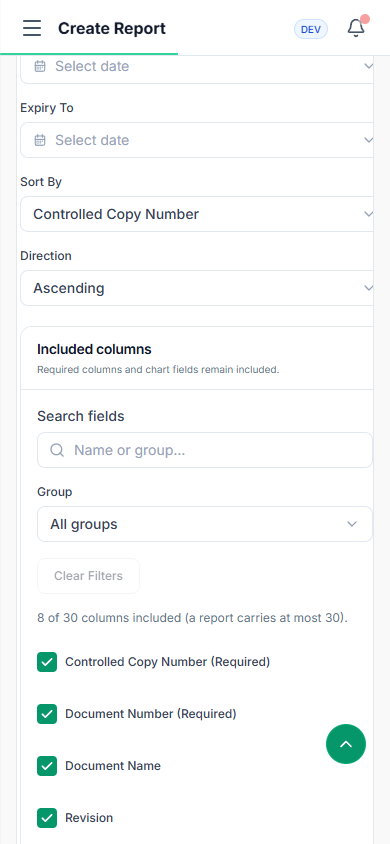 Create Report
DEV
Select date
Expiry To
Select date
Sort By
Controlled Copy Number
Direction
Ascending
Included columns
Required columns and chart fields remain included.
Search fields
Name or group...
Group
All groups
Clear Filters
8 of 30 columns included (a report carries at most 30).
Controlled Copy Number (Required)
Document Number (Required)
Document Name
Revision